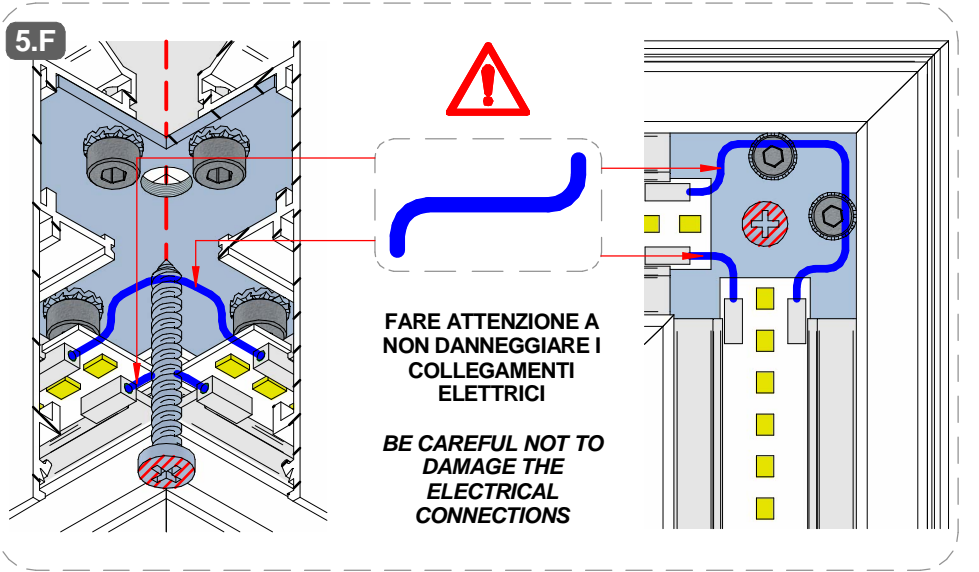 5.F
FARE ATTENZIONE A
NON DANNEGGIARE I
COLLEGAMENTI
ELETTRICI
BE CAREFUL NOT TO
DAMAGE THE
ELECTRICAL
CONNECTIONS